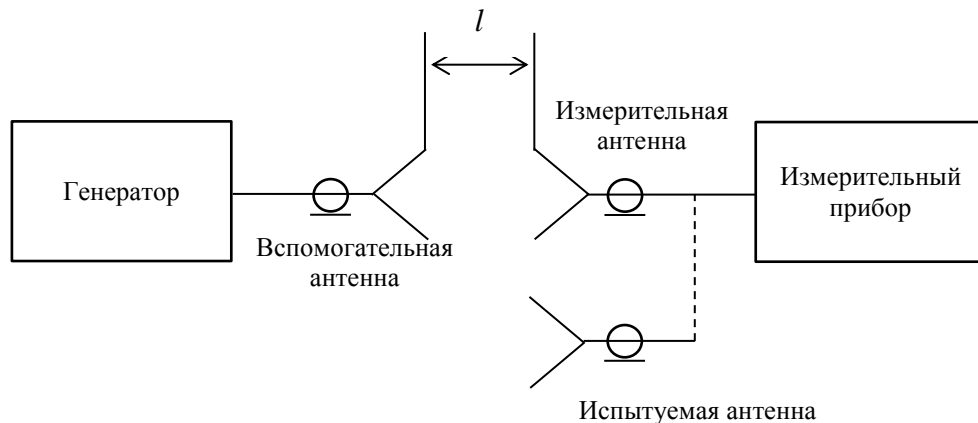 l
Генератор
Вспомогательная
антенна
Измерительная
антенна
Измерительный
прибор
Испытуемая антенна